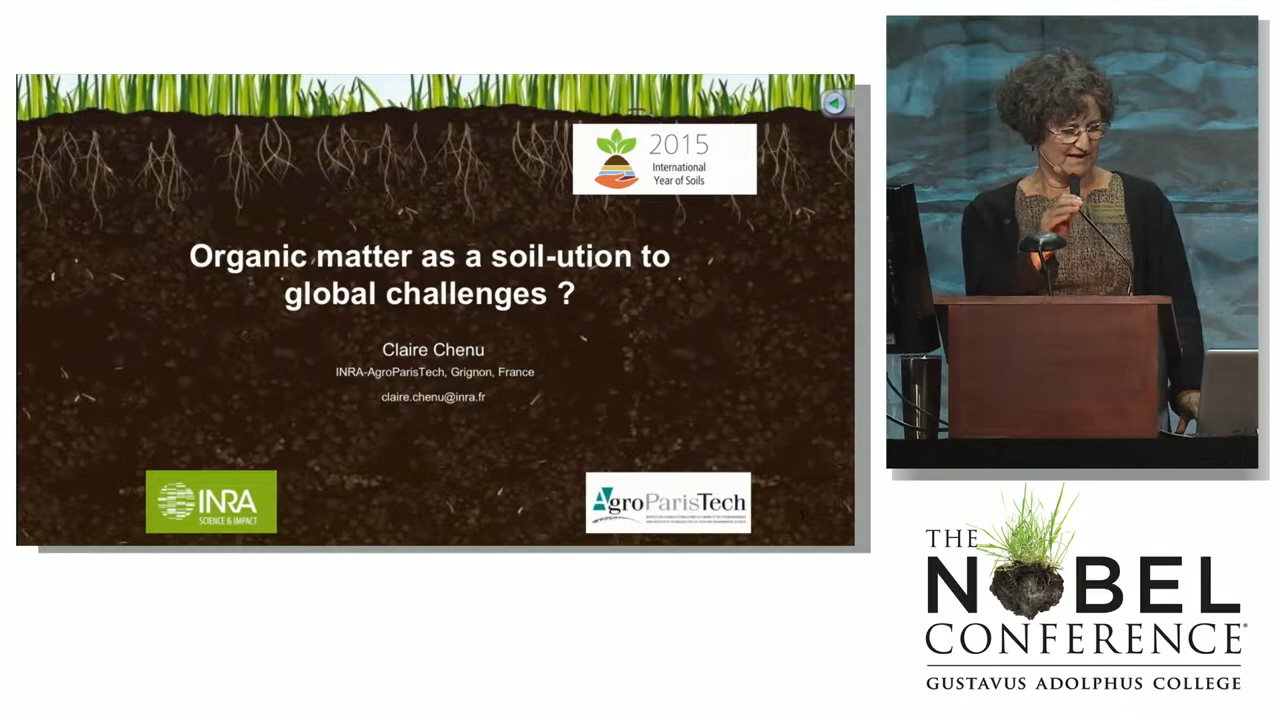 2015
International
Year of Soils
Organic matter as a soil-ution to
global challenges ?
Claire Chenu
INRA-AgroParisTech, Grignon, France
claire.chenu@inra.fr
INRA
SCIENCE & IMPACT
AgroParisTech
THE
NOBEL
CONFERENCE®
GUSTAVUS ADOLPHUS COLLEGE